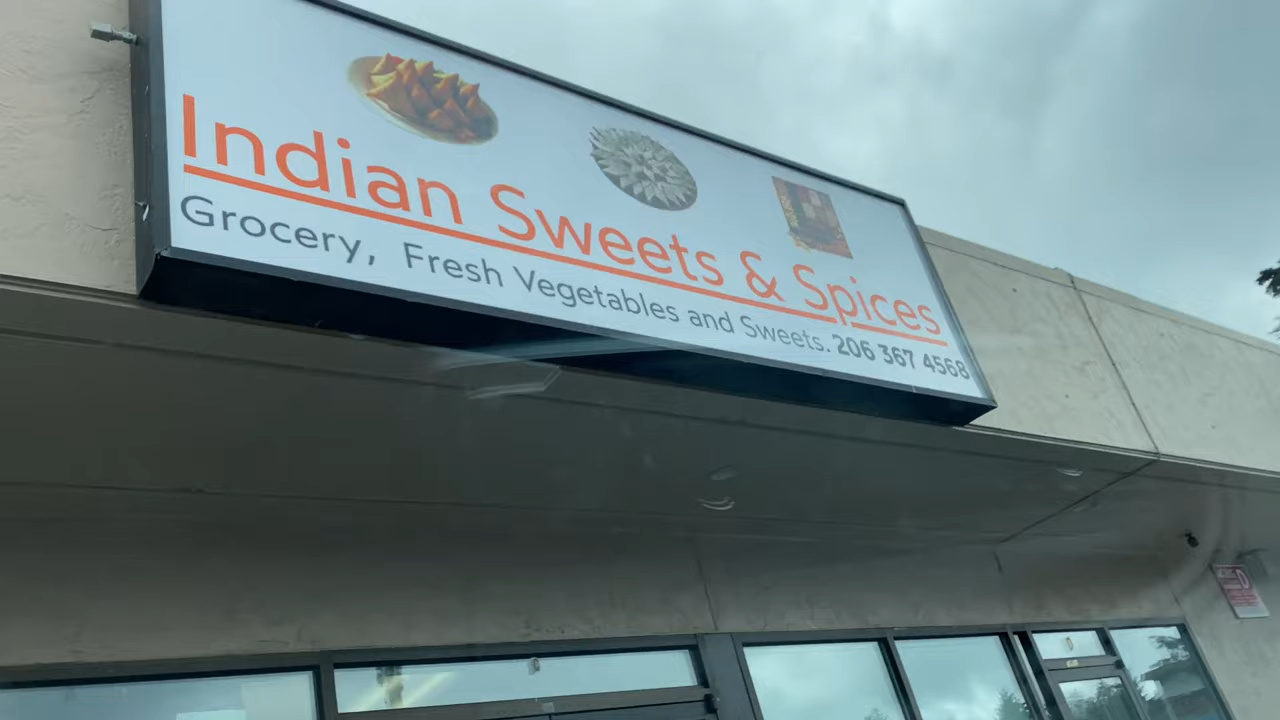 Indian Sweets & Spices
Grocery, Fresh Vegetables and Sweets. 206 367 4568